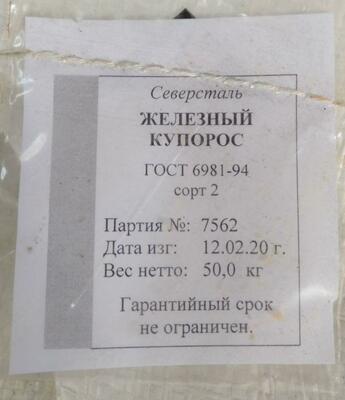 Северсталь
ЖЕЛЕЗНЫЙ
КУПОРОС
ГОСТ 6981-94
сорт 2
Партия №: 7562
Дата изг: 12.02.20 г.
Вес нетто: 50,0 кг
Гарантийный срок
не ограничен.